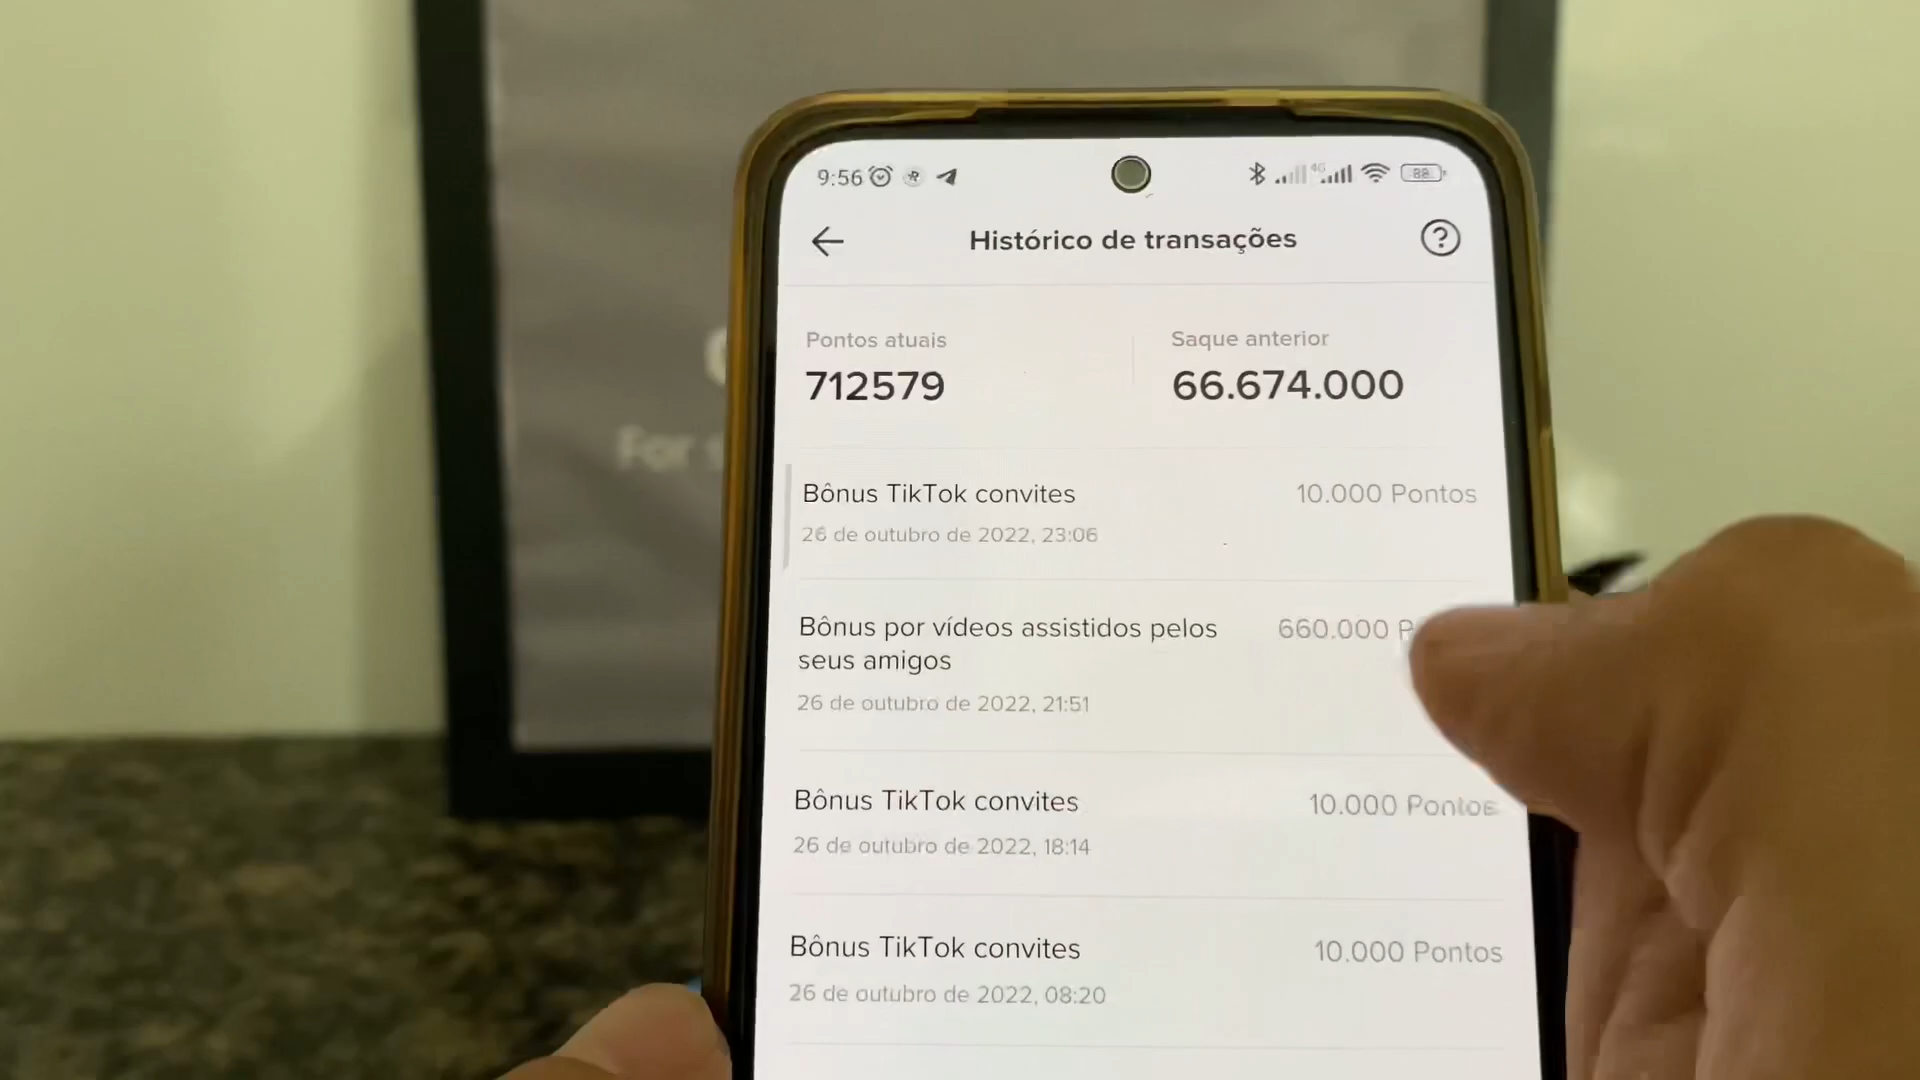 9:56
4G
88
Histórico de transações
Pontos atuais
Saque anterior
712579
66.674.000
Bônus TikTok convites
10.000 Pontos
26 de outubro de 2022, 23:06
Bônus por vídeos assistidos pelos
seus amigos
660.000 P
26 de outubro de 2022, 21:51
Bônus TikTok convites
10.000 Pontos
26 de outubro de 2022, 18:14
Bônus TikTok convites
10.000 Pontos
26 de outubro de 2022, 08:20
For